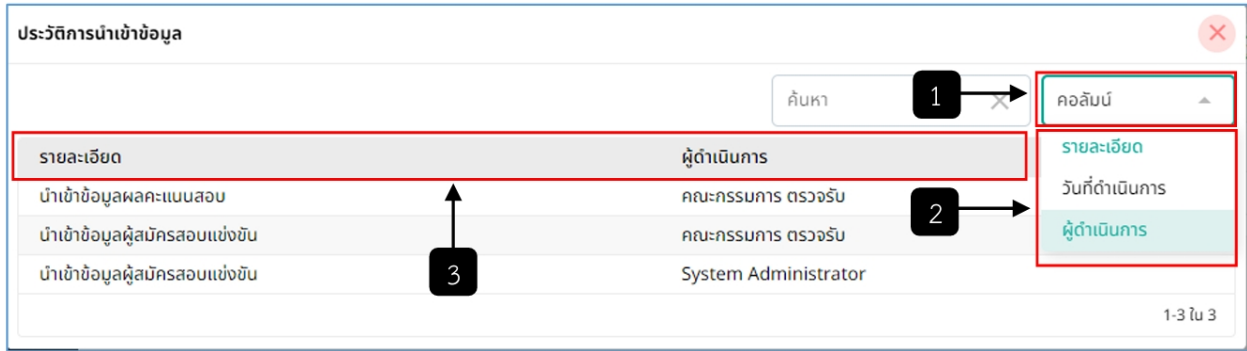 ประวัติการนำเข้าข้อมูล
ค้นหา
1
คอลัมน์
รายละเอียด
ผู้ดำเนินการ
รายละเอียด
วันที่ดำเนินการ
ผู้ดำเนินการ
2
นำเข้าข้อมูลผลคะแนนสอบ
คณะกรรมการ ตรวจรับ
นำเข้าข้อมูลผู้สมัครสอบแข่งขัน
คณะกรรมการ ตรวจรับ
นำเข้าข้อมูลผู้สมัครสอบแข่งขัน
System Administrator
3
1-3 ใน 3